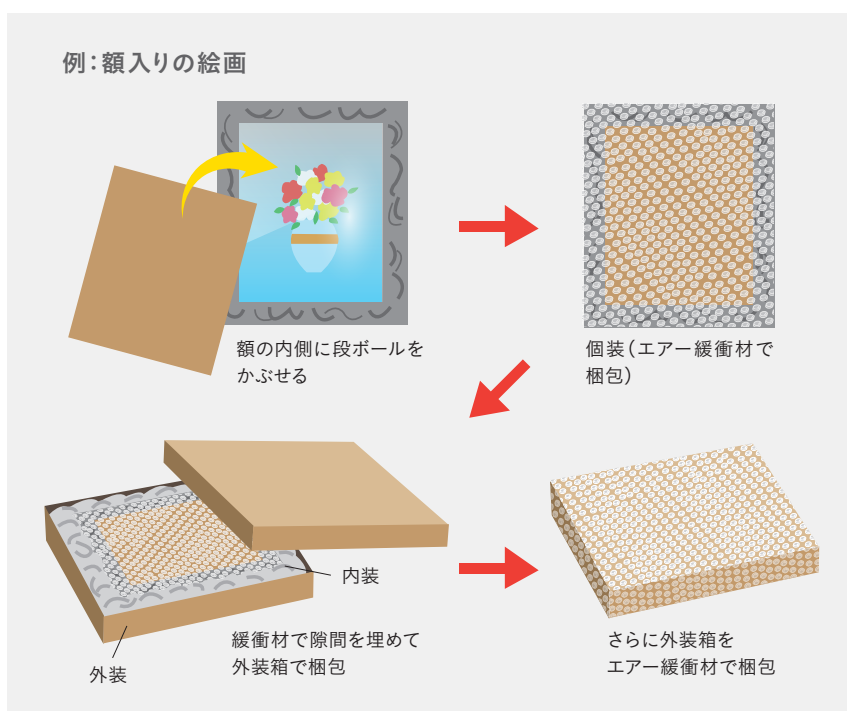 例：額入りの絵画
額の内側に段ボールを
かぶせる
個装（エアー緩衝材で
梱包）
内装
外装
緩衝材で隙間を埋めて
外装箱で梱包
さらに外装箱を
エアー緩衝材で梱包